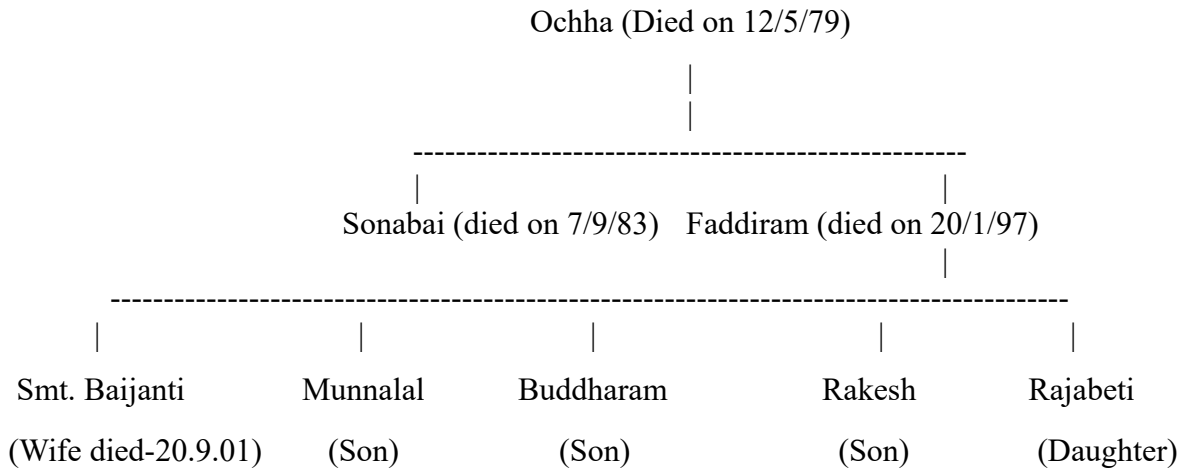 Ochha (Died on 12/5/79)
|
|
----------------------------------------------------
| |
Sonabai (died on 7/9/83) Faddiram (died on 20/1/97)
|
------------------------------------------------------------------------------------------
| | | | |
Smt. Baijanti Munnalal Buddharam Rakesh Rajabeti
(Wife died-20.9.01) (Son) (Son) (Son) (Daughter)